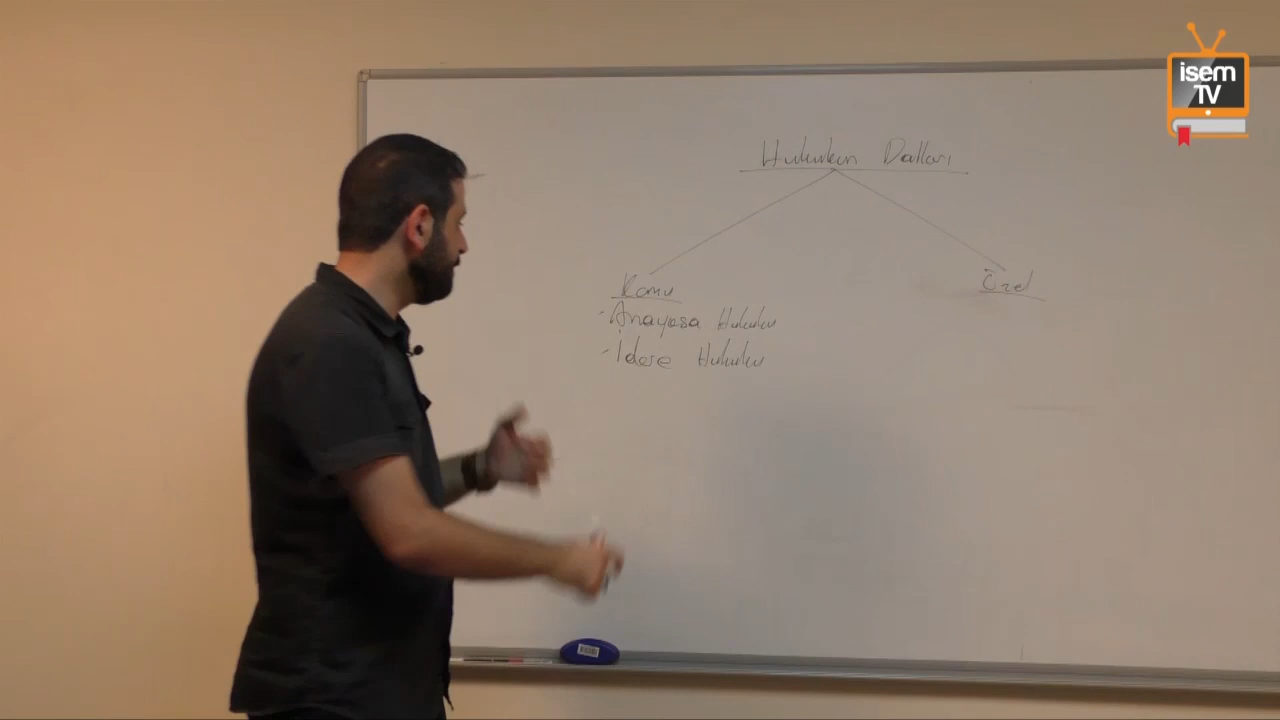 isem
TV
Hukukun Dalları
Kamu
Özel
- Anayasa Hukuku
- İdare Hukuku